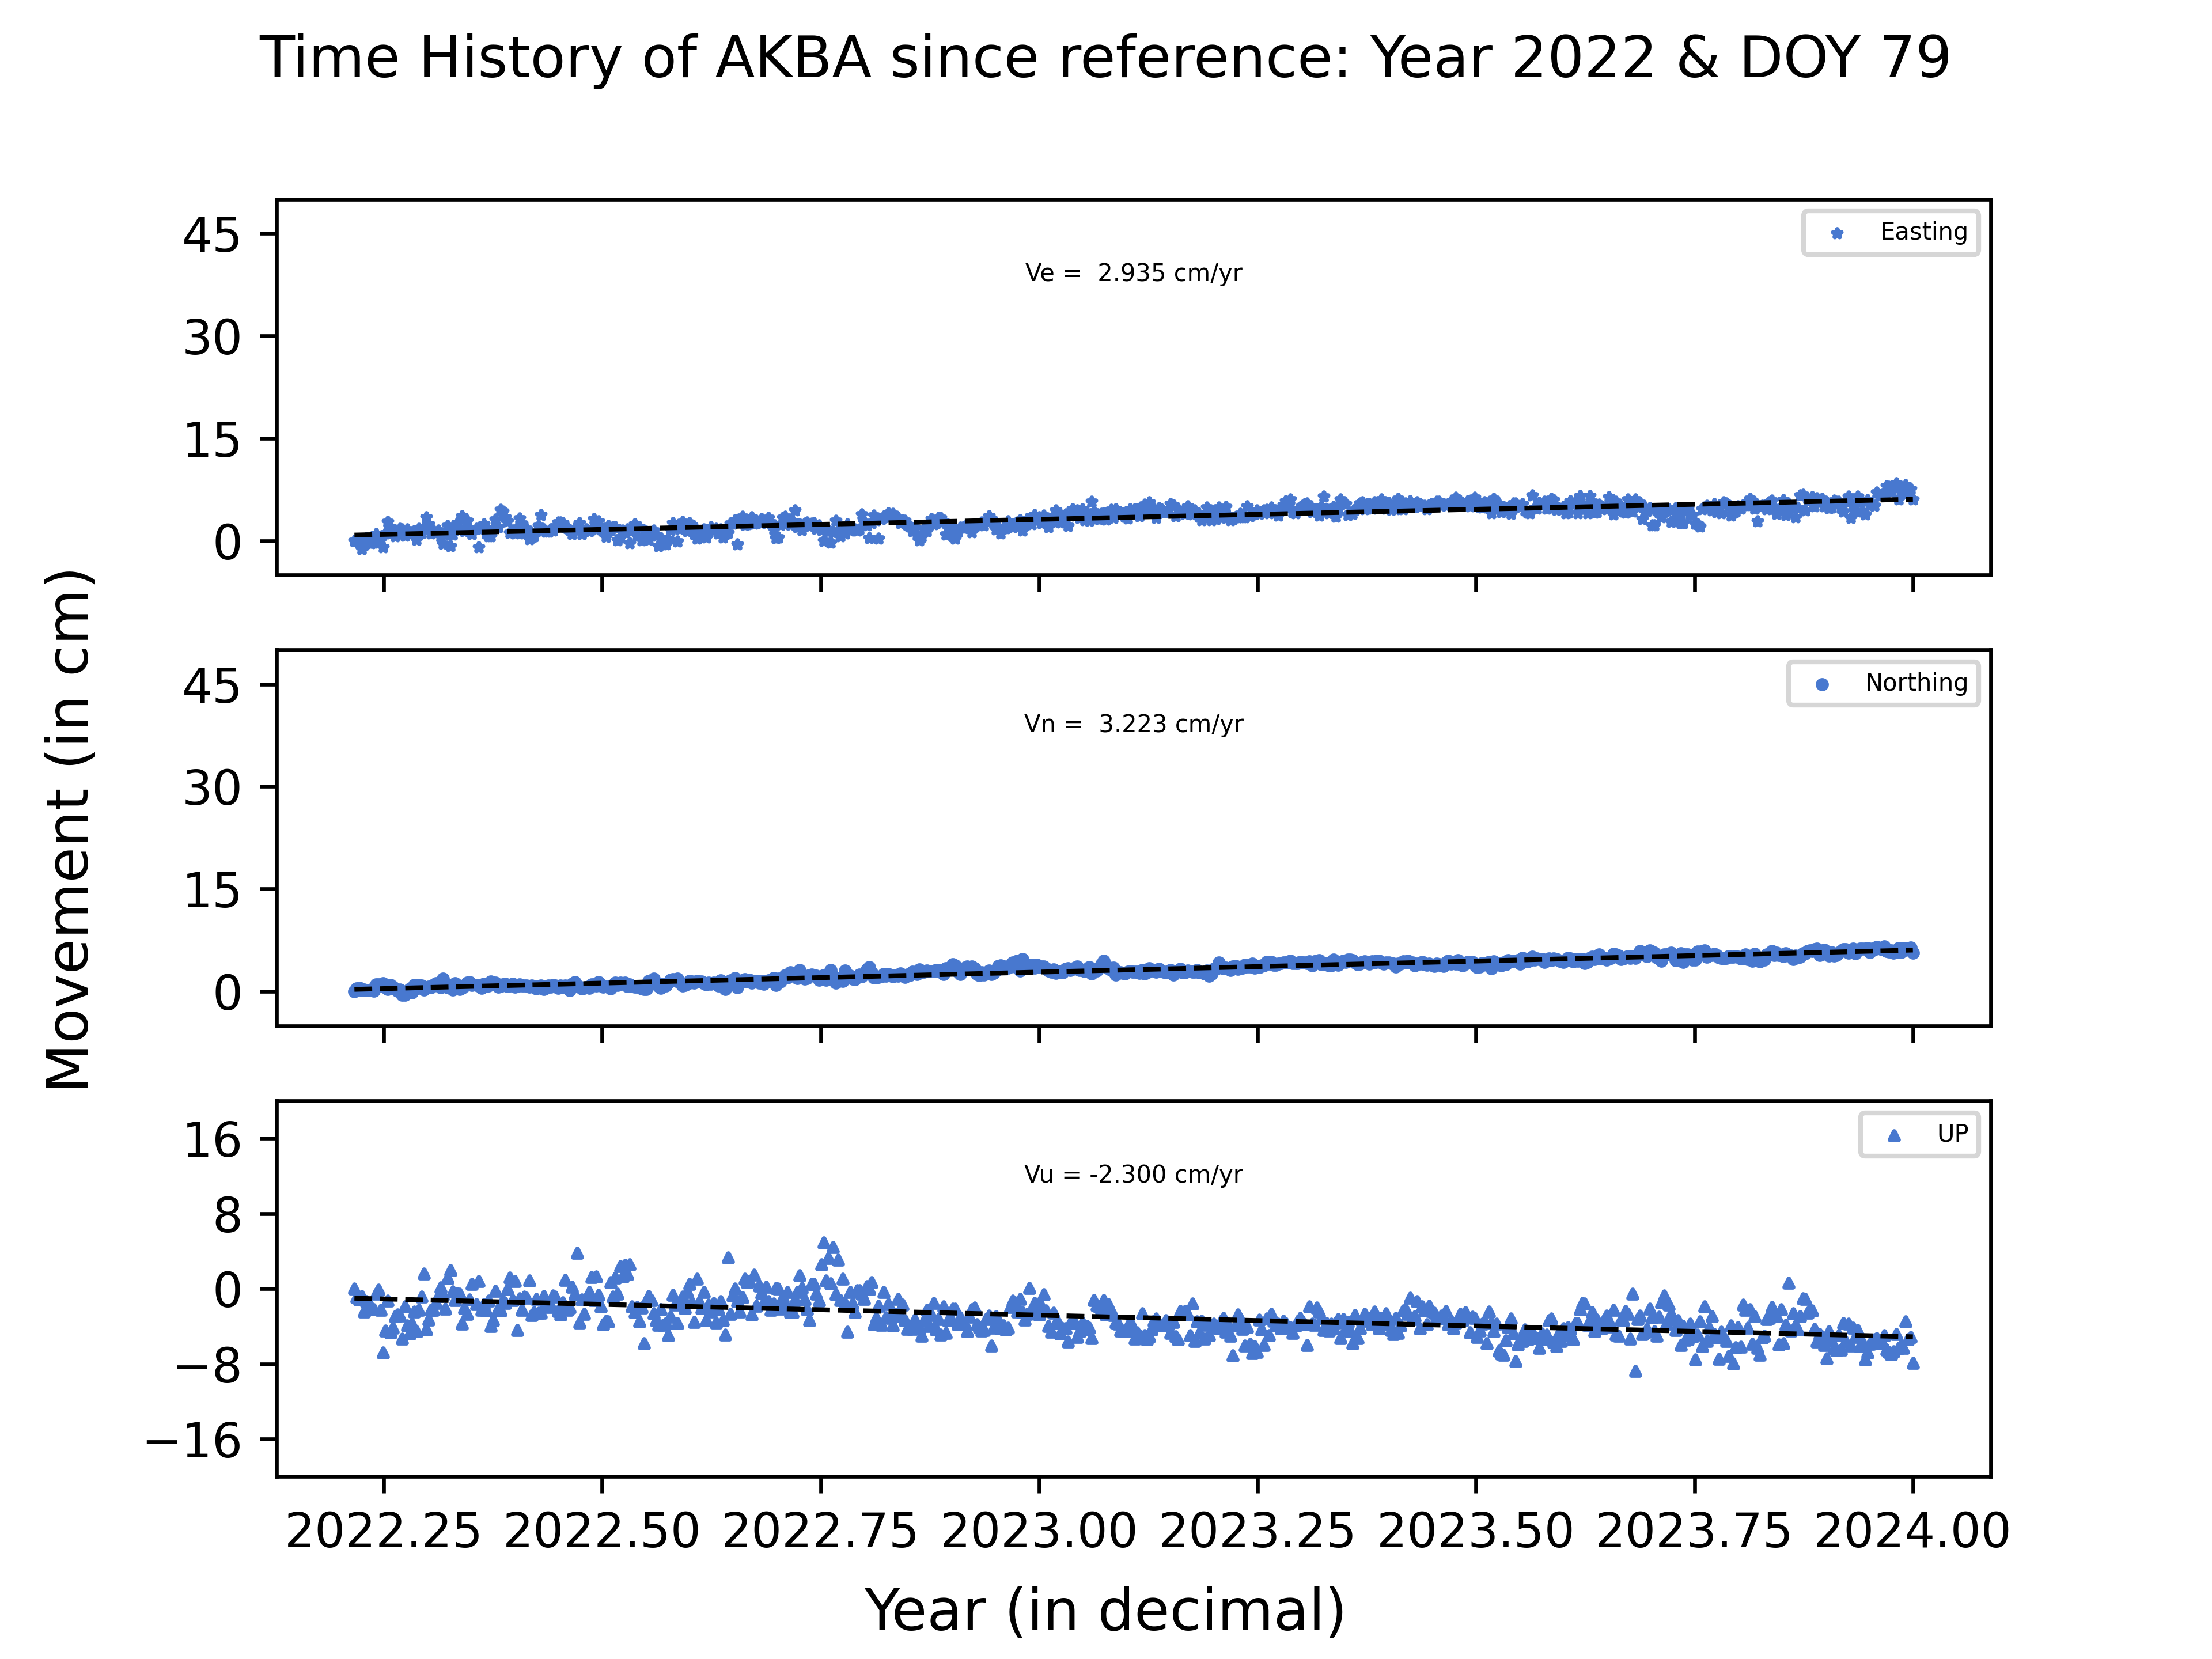 Time History of AKBA since reference: Year 2022 & DOY 79
Movement (in cm)
45
30
15
0
Easting
Ve =  2.935 cm/yr
45
30
15
0
Northing
Vn =  3.223 cm/yr
16
8
0
−8
−16
UP
Vu = -2.300 cm/yr
2022.25 2022.50 2022.75 2023.00 2023.25 2023.50 2023.75 2024.00
Year (in decimal)